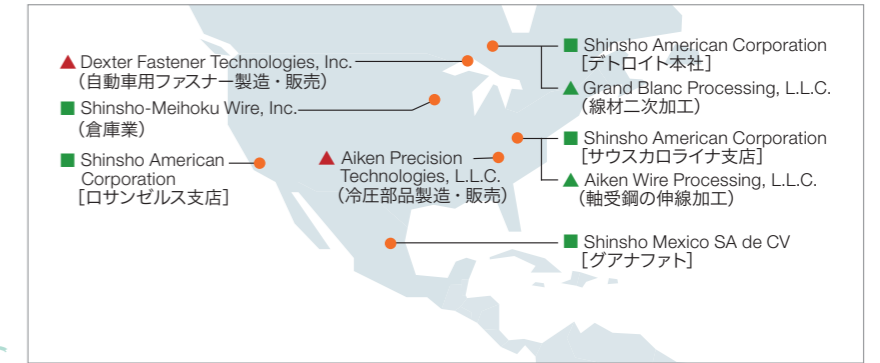 ▲ Dexter Fastener Technologies, Inc.
（自動車用ファスナー製造・販売）
■ Shinsho-Meihoku Wire, Inc.
（倉庫業）
■ Shinsho American
Corporation
［ロサンゼルス支店］
▲ Aiken Precision
Technologies, L.L.C.
（冷圧部品製造・販売）
■ Shinsho American Corporation
［デトロイト本社］
▲ Grand Blanc Processing, L.L.C.
（線材二次加工）
■ Shinsho American Corporation
［サウスカロライナ支店］
▲ Aiken Wire Processing, L.L.C.
（軸受鋼の伸線加工）
■ Shinsho Mexico SA de CV
［グアナファト］